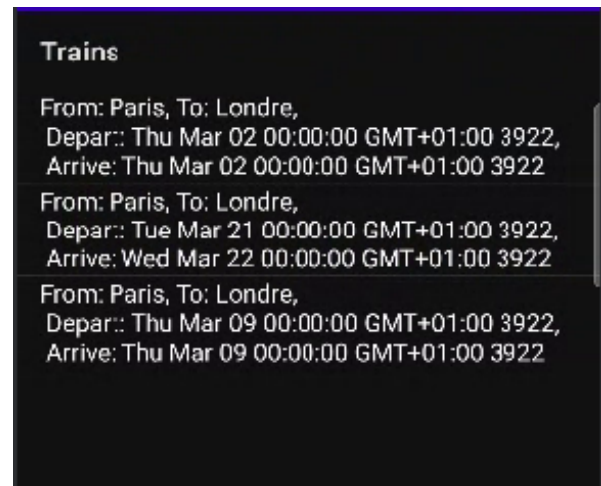 Trains
From: Paris, To: Londre,
Depart: Thu Mar 02 00:00:00 GMT+01:00 3922,
Arrive: Thu Mar 02 00:00:00 GMT+01:00 3922
From: Paris, To: Londre,
Depart: Tue Mar 21 00:00:00 GMT+01:00 3922,
Arrive: Wed Mar 22 00:00:00 GMT+01:00 3922
From: Paris, To: Londre,
Depart: Thu Mar 09 00:00:00 GMT+01:00 3922,
Arrive: Thu Mar 09 00:00:00 GMT+01:00 3922